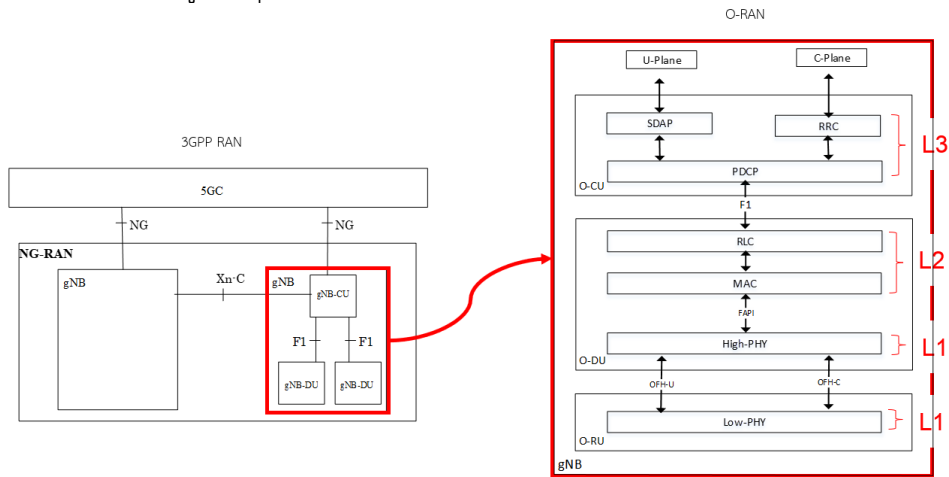 3GPP RAN
5GC
NG
NG
NG-RAN
gNB
Xn-C
gNB
gNB-CU
F1
F1
gNB-DU
gNB-DU
O-RAN
U-Plane
C-Plane
SDAP
RRC
L3
PDCP
O-CU
F1
RLC
L2
MAC
FAPI
High-PHY
L1
O-DU
OFH-U
OFH-C
Low-PHY
L1
O-RU
gNB